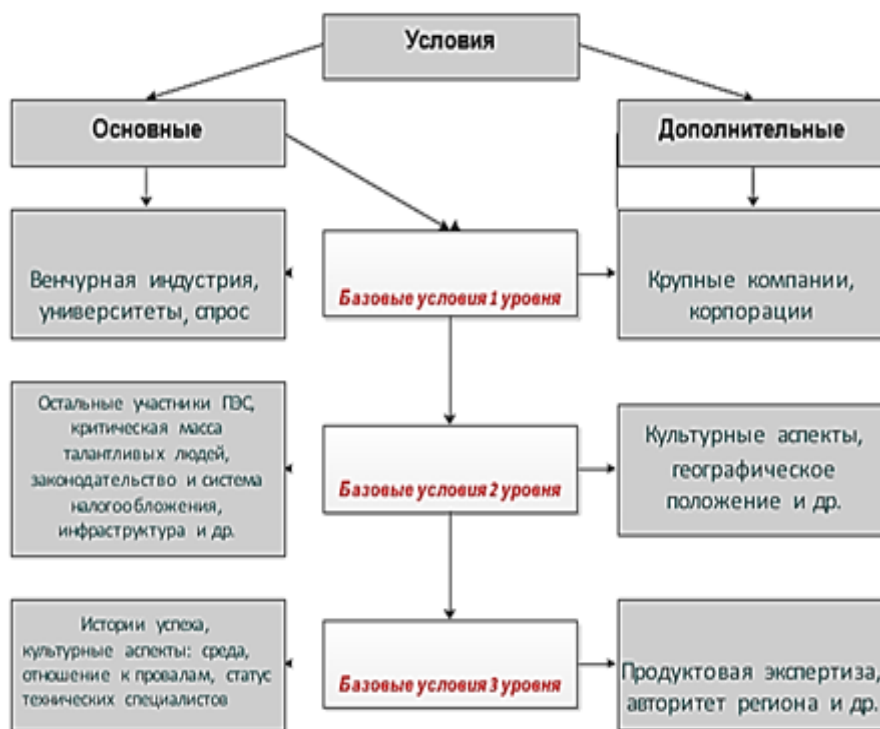 Условия
Основные
Дополнительные
Венчурная индустрия,
университеты, спрос
Базовые условия 1 уровня
Крупные компании,
корпорации
Остальные участники ПЭС,
критическая масса
талантливых людей,
законодательство и система
налогообложения,
инфраструктура и др.
Базовые условия 2 уровня
Культурные аспекты,
географическое
положение и др.
Истории успеха,
культурные аспекты: среда,
отношение к провалам, статус
технических специалистов
Базовые условия 3 уровня
Продуктовая экспертиза,
авторитет региона и др.